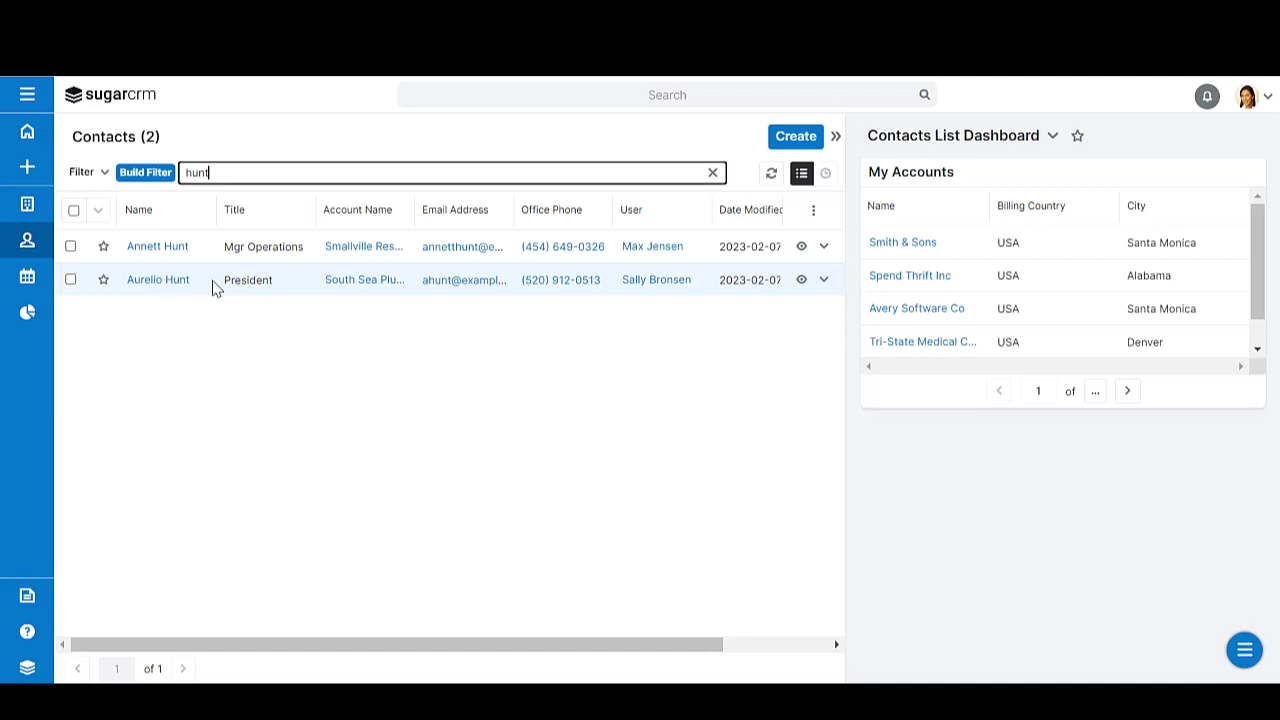 sugarcrm
Search
Contacts (2)
Create
Filter
Build Filter
hunt
Name Title Account Name Email Address Office Phone User Date Modified
Annett Hunt Mgr Operations Smallville Res... annetthunt@e... (454) 649-0326 Max Jensen 2023-02-07
Aurelio Hunt President South Sea Plu... ahunt@exampl... (520) 912-0513 Sally Bronsen 2023-02-07
1 of 1
Contacts List Dashboard
My Accounts
Name Billing Country City
Smith & Sons USA Santa Monica
Spend Thrift Inc USA Alabama
Avery Software Co USA Santa Monica
Tri-State Medical C... USA Denver
1 of ...